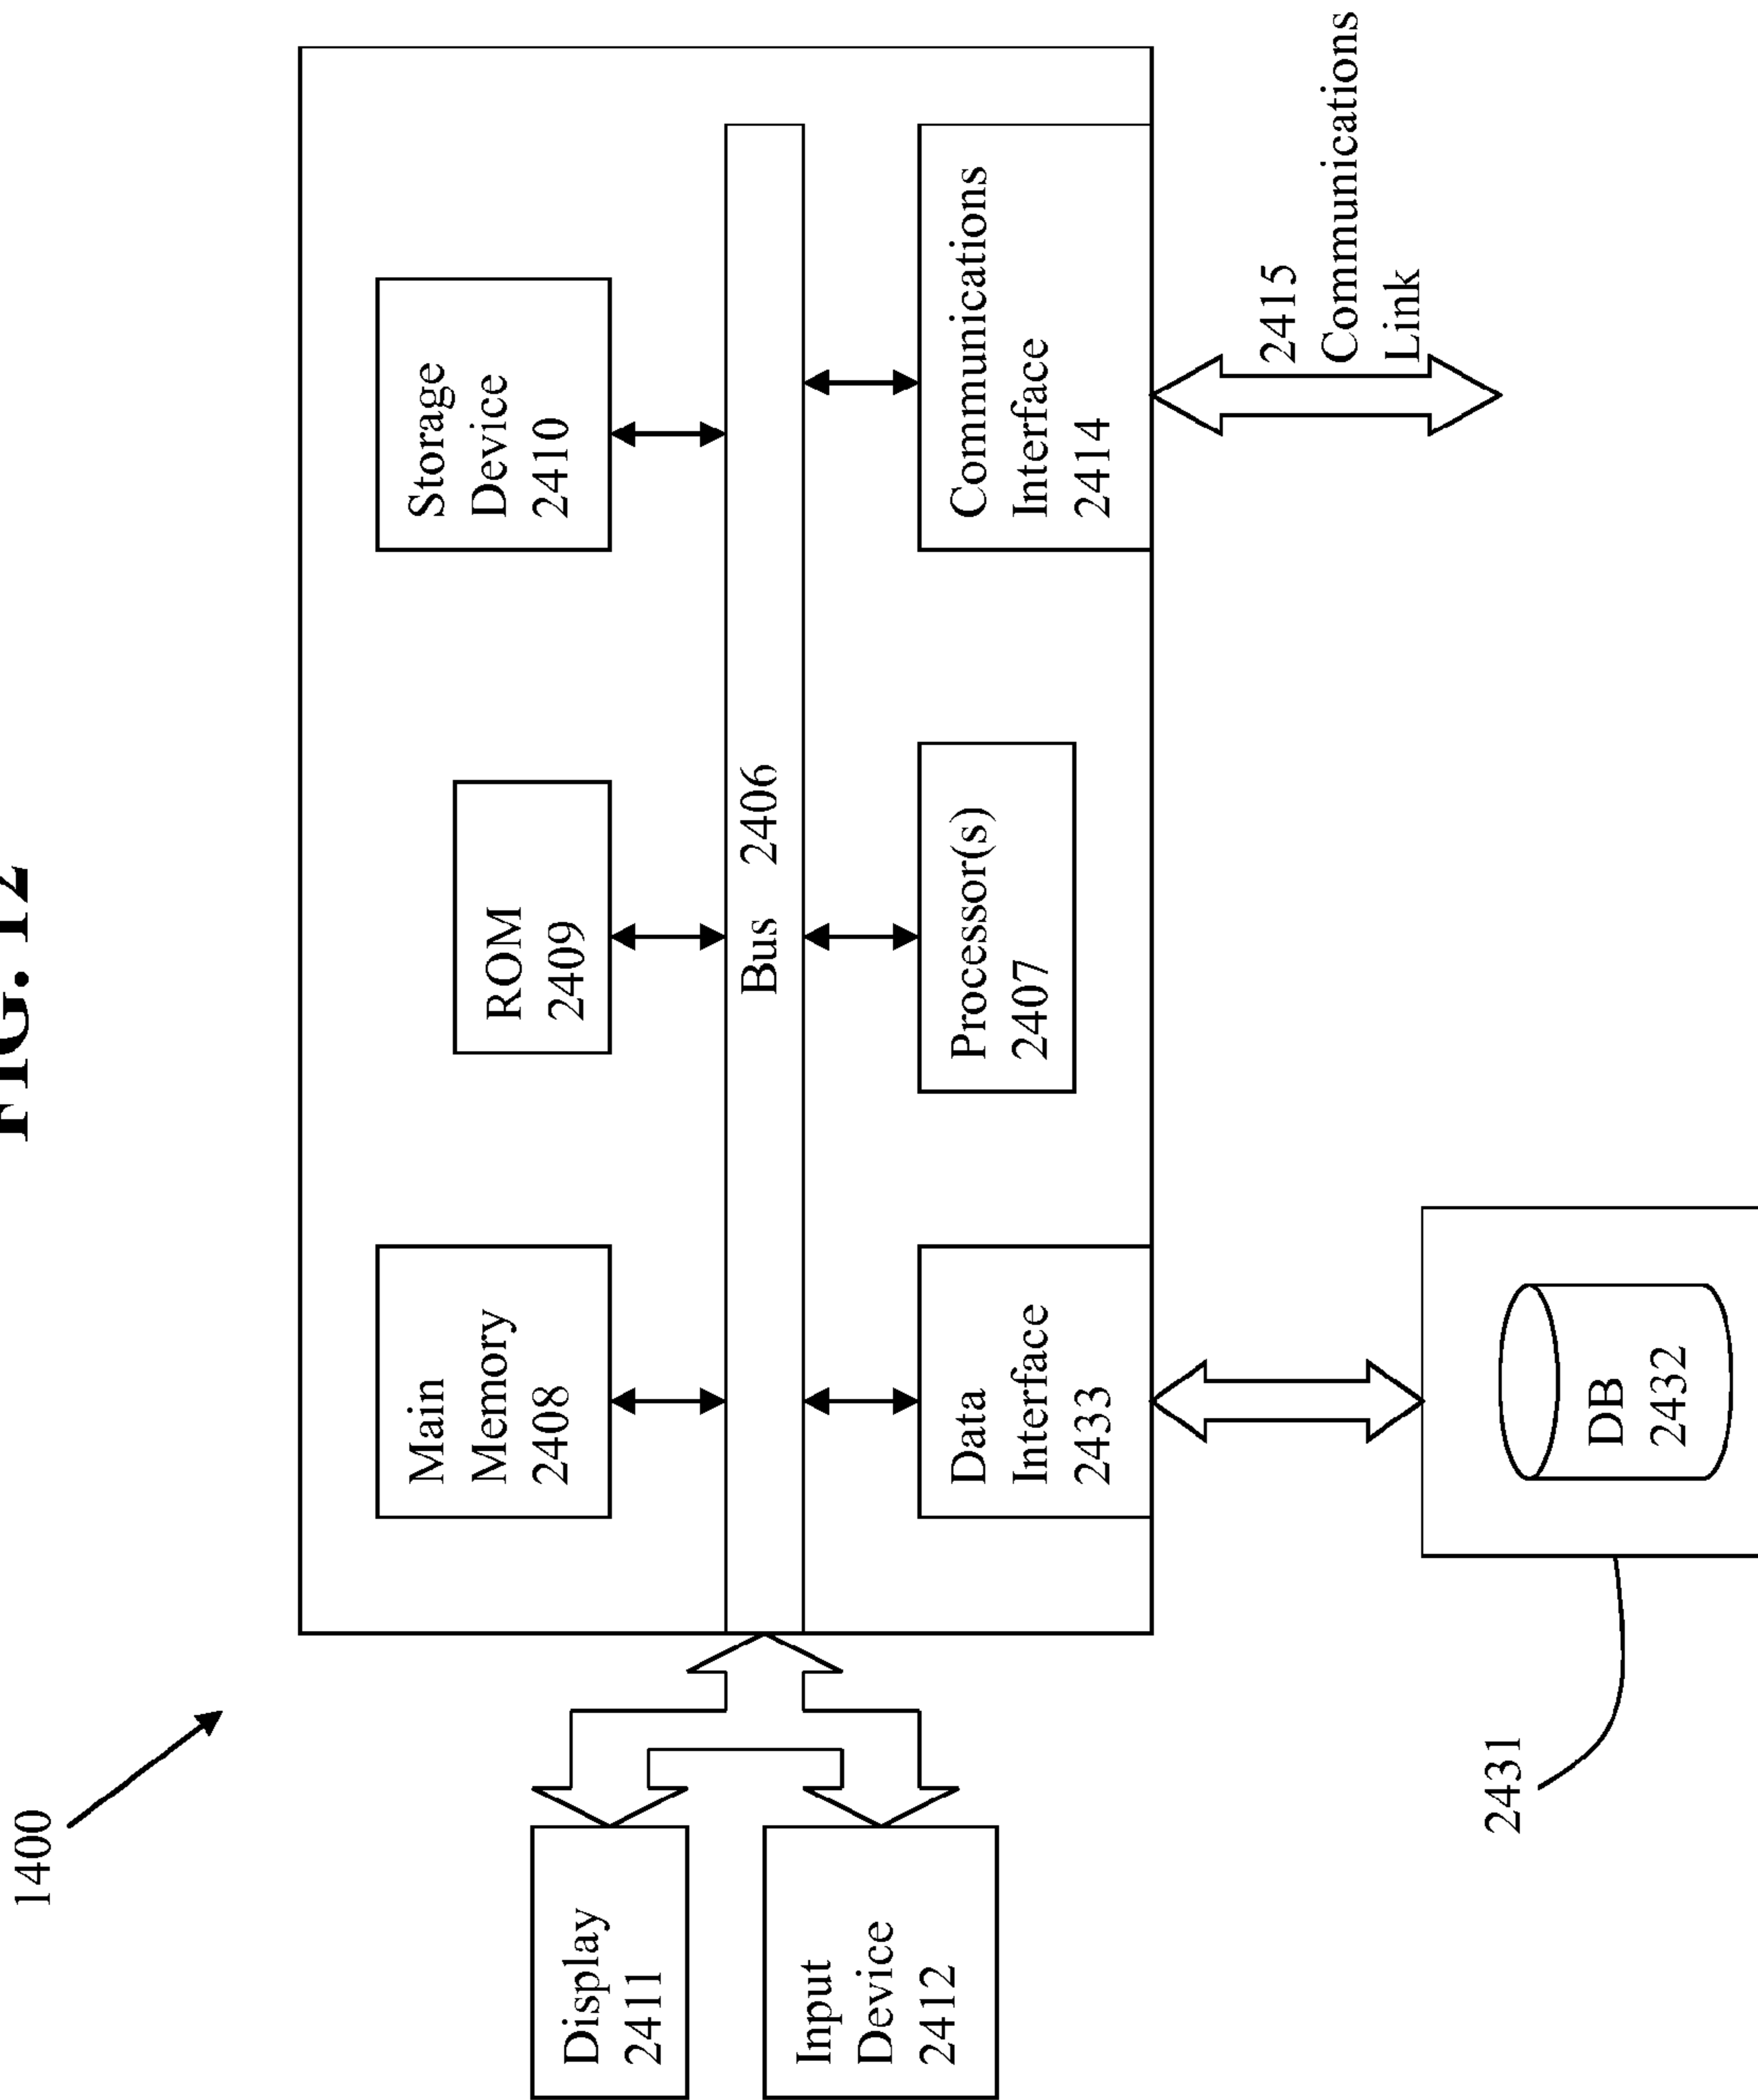 FIG. 12
1400
Display
2411
Input
Device
2412
Main
Memory
2408
ROM
2409
Storage
Device
2410
Bus 2406
Data
Interface
2433
Processor(s)
2407
Communications
Interface
2414
2415
Communications
Link
2431
DB
2432